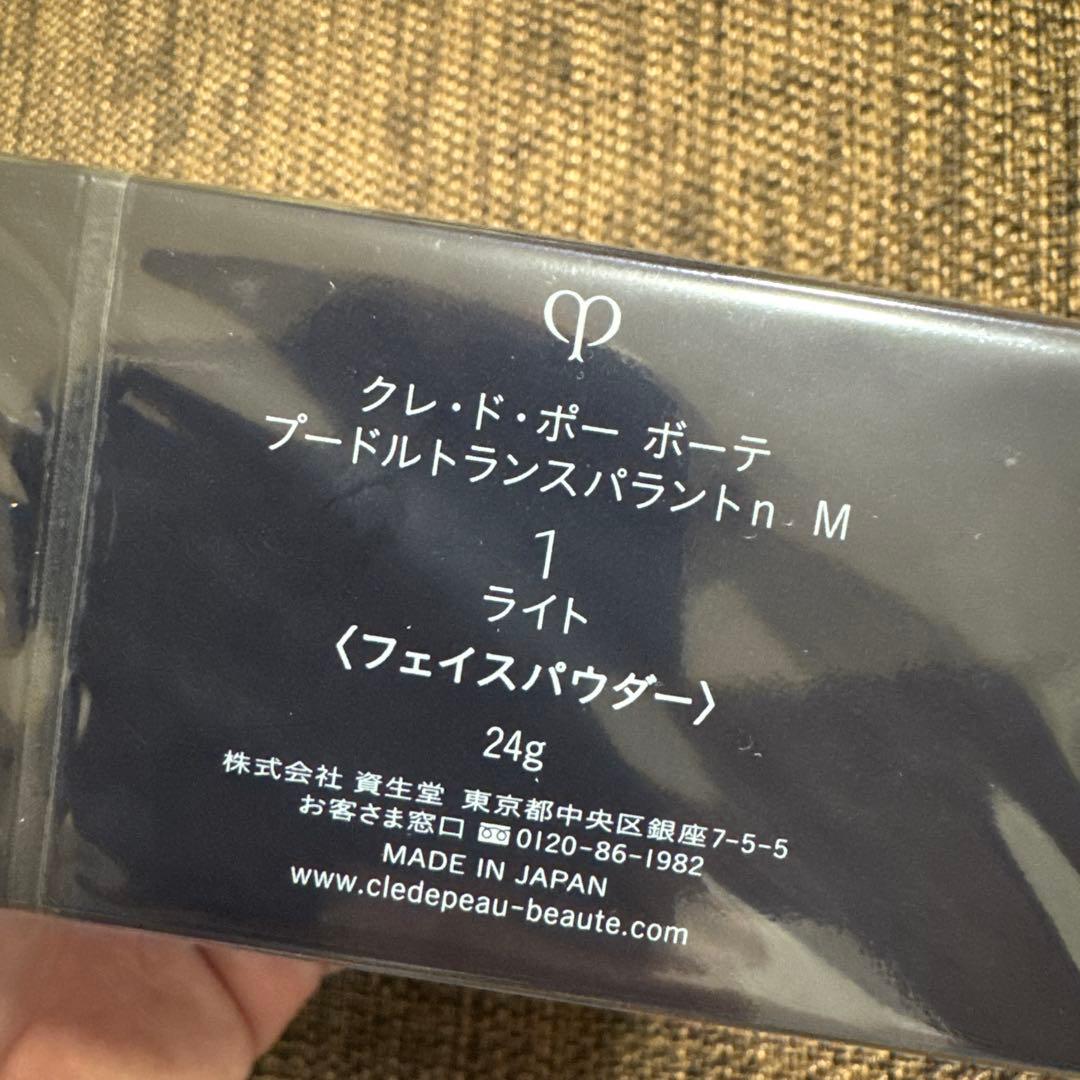 クレ・ド・ポー ボーテ
プードルトランスパラントn M
1
ライト
〈フェイスパウダー〉
24g
株式会社 資生堂 東京都中央区銀座7-5-5
お客さま窓口 0120-86-1982
MADE IN JAPAN
www.cledepeau-beaute.com